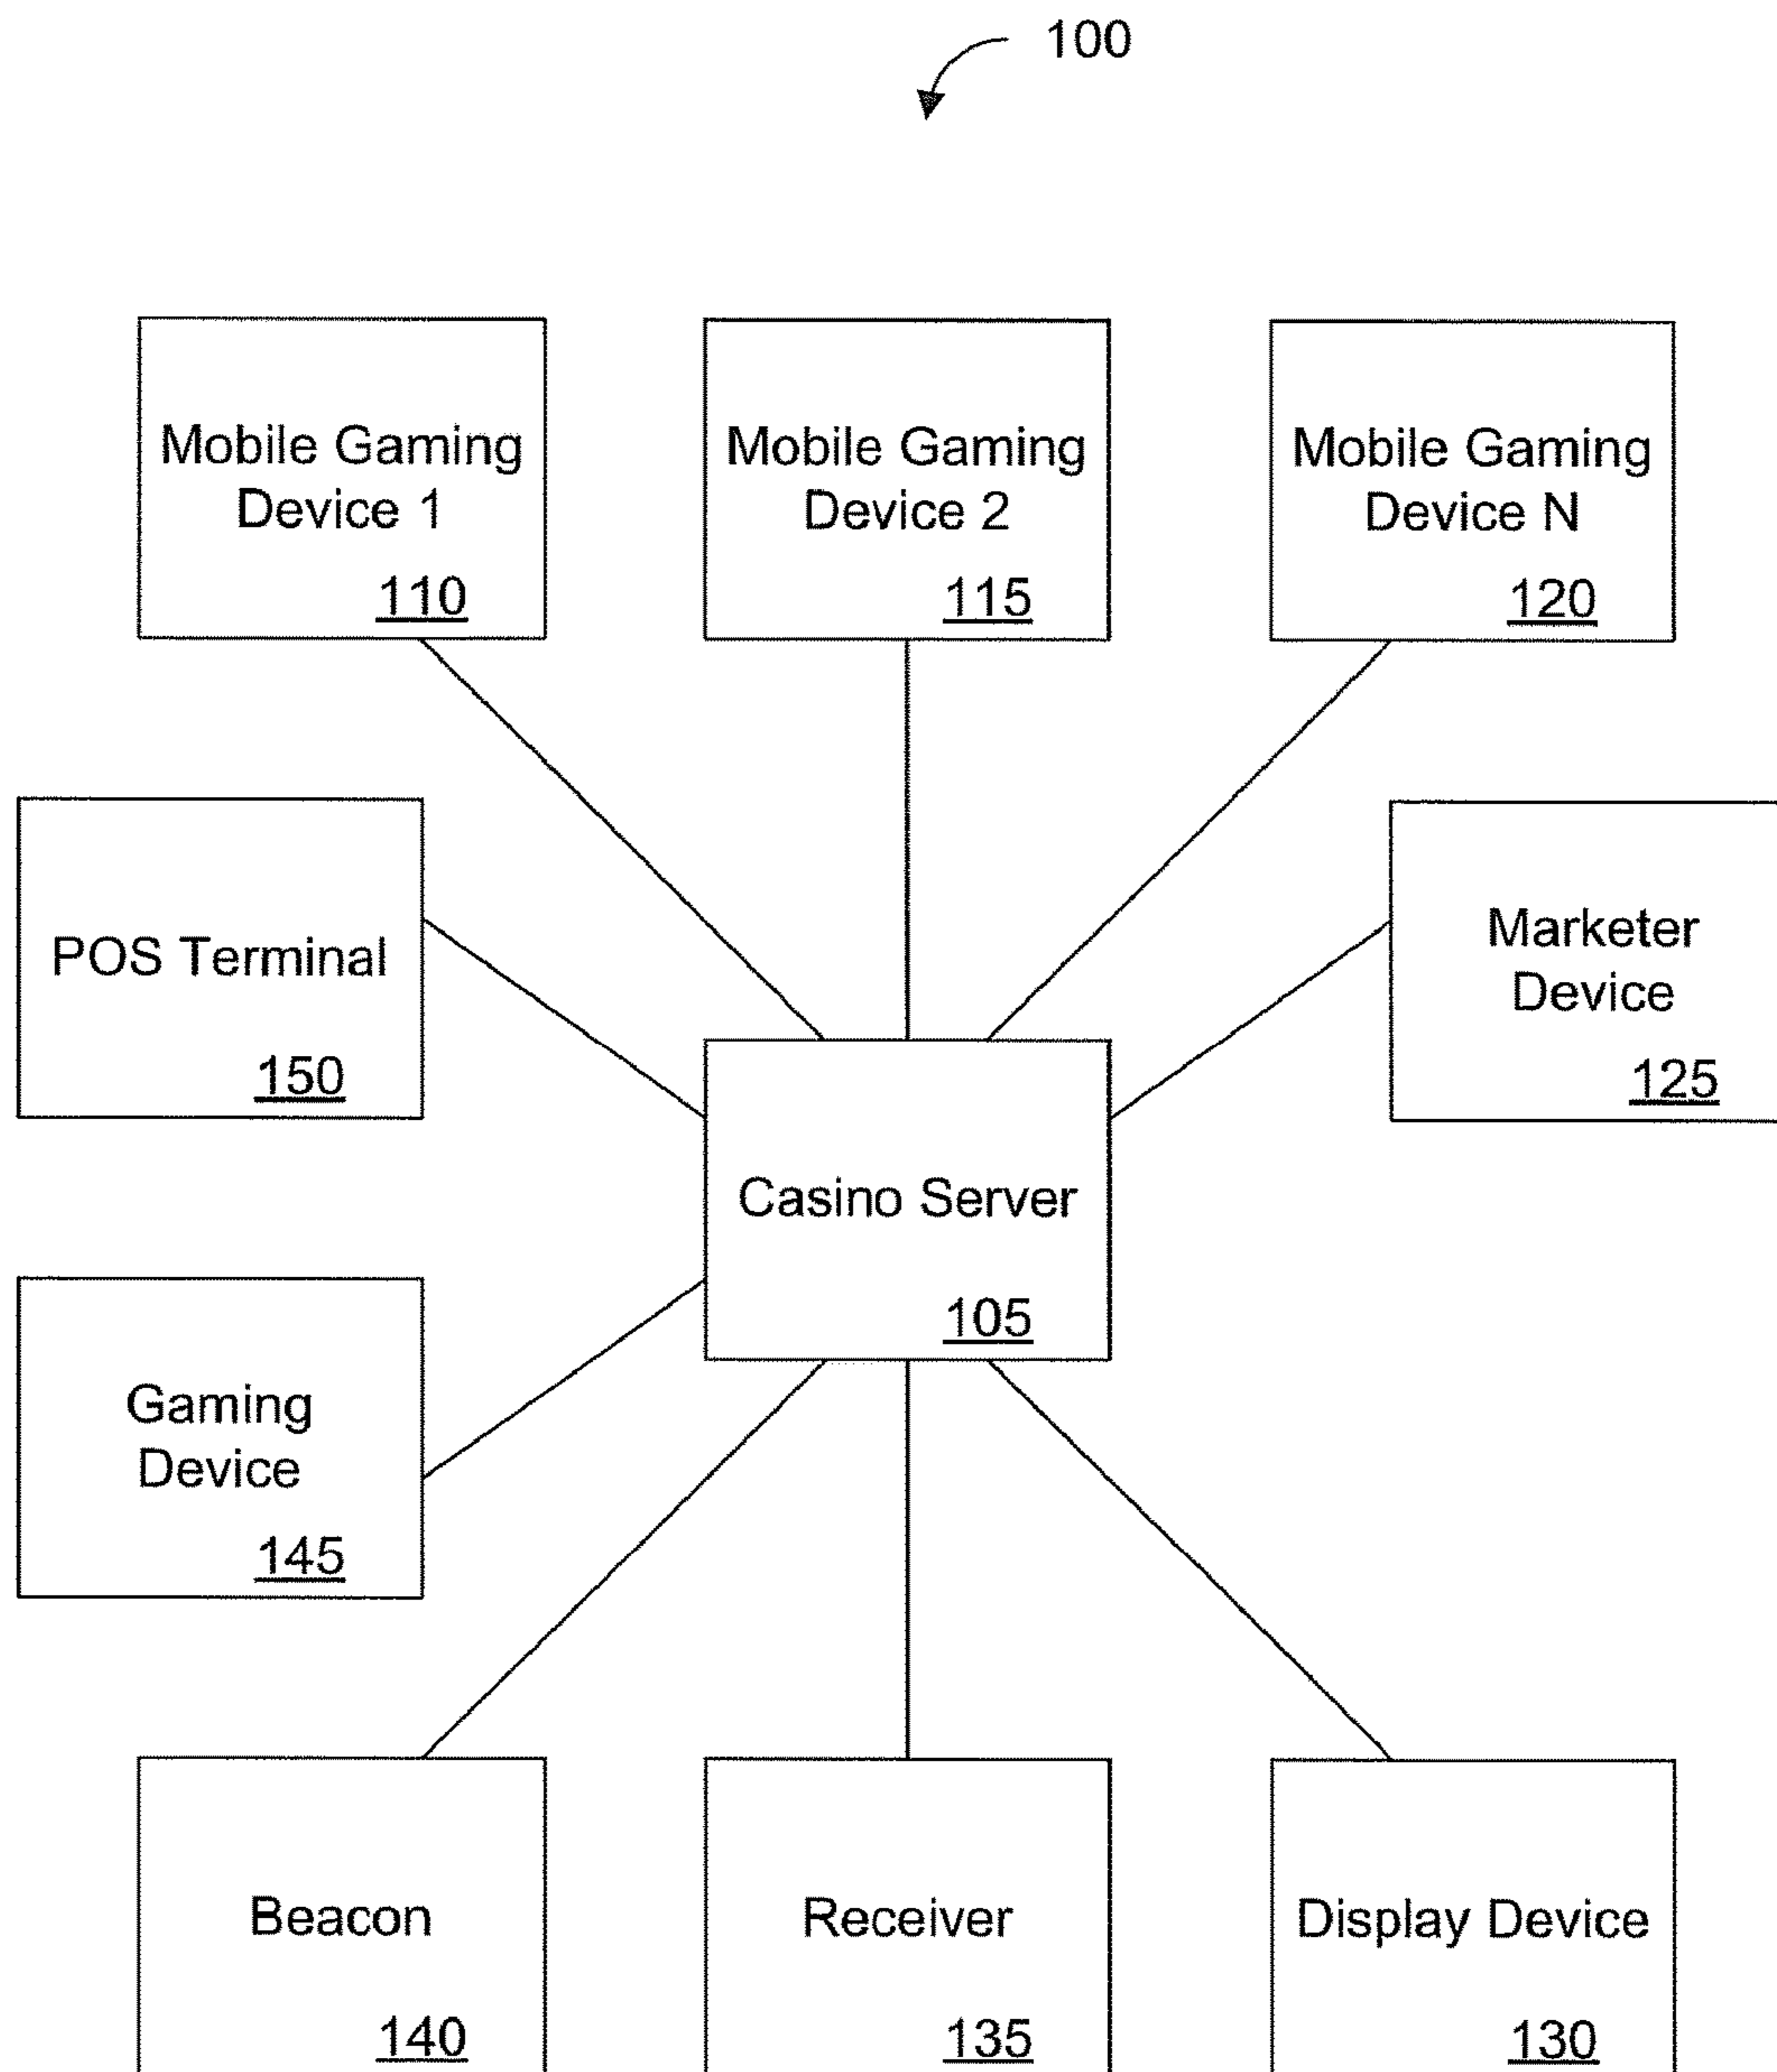 100
Mobile Gaming
Device 1
110
Mobile Gaming
Device 2
115
Mobile Gaming
Device N
120
POS Terminal
150
Marketer
Device
125
Casino Server
105
Gaming
Device
145
Beacon
140
Receiver
135
Display Device
130